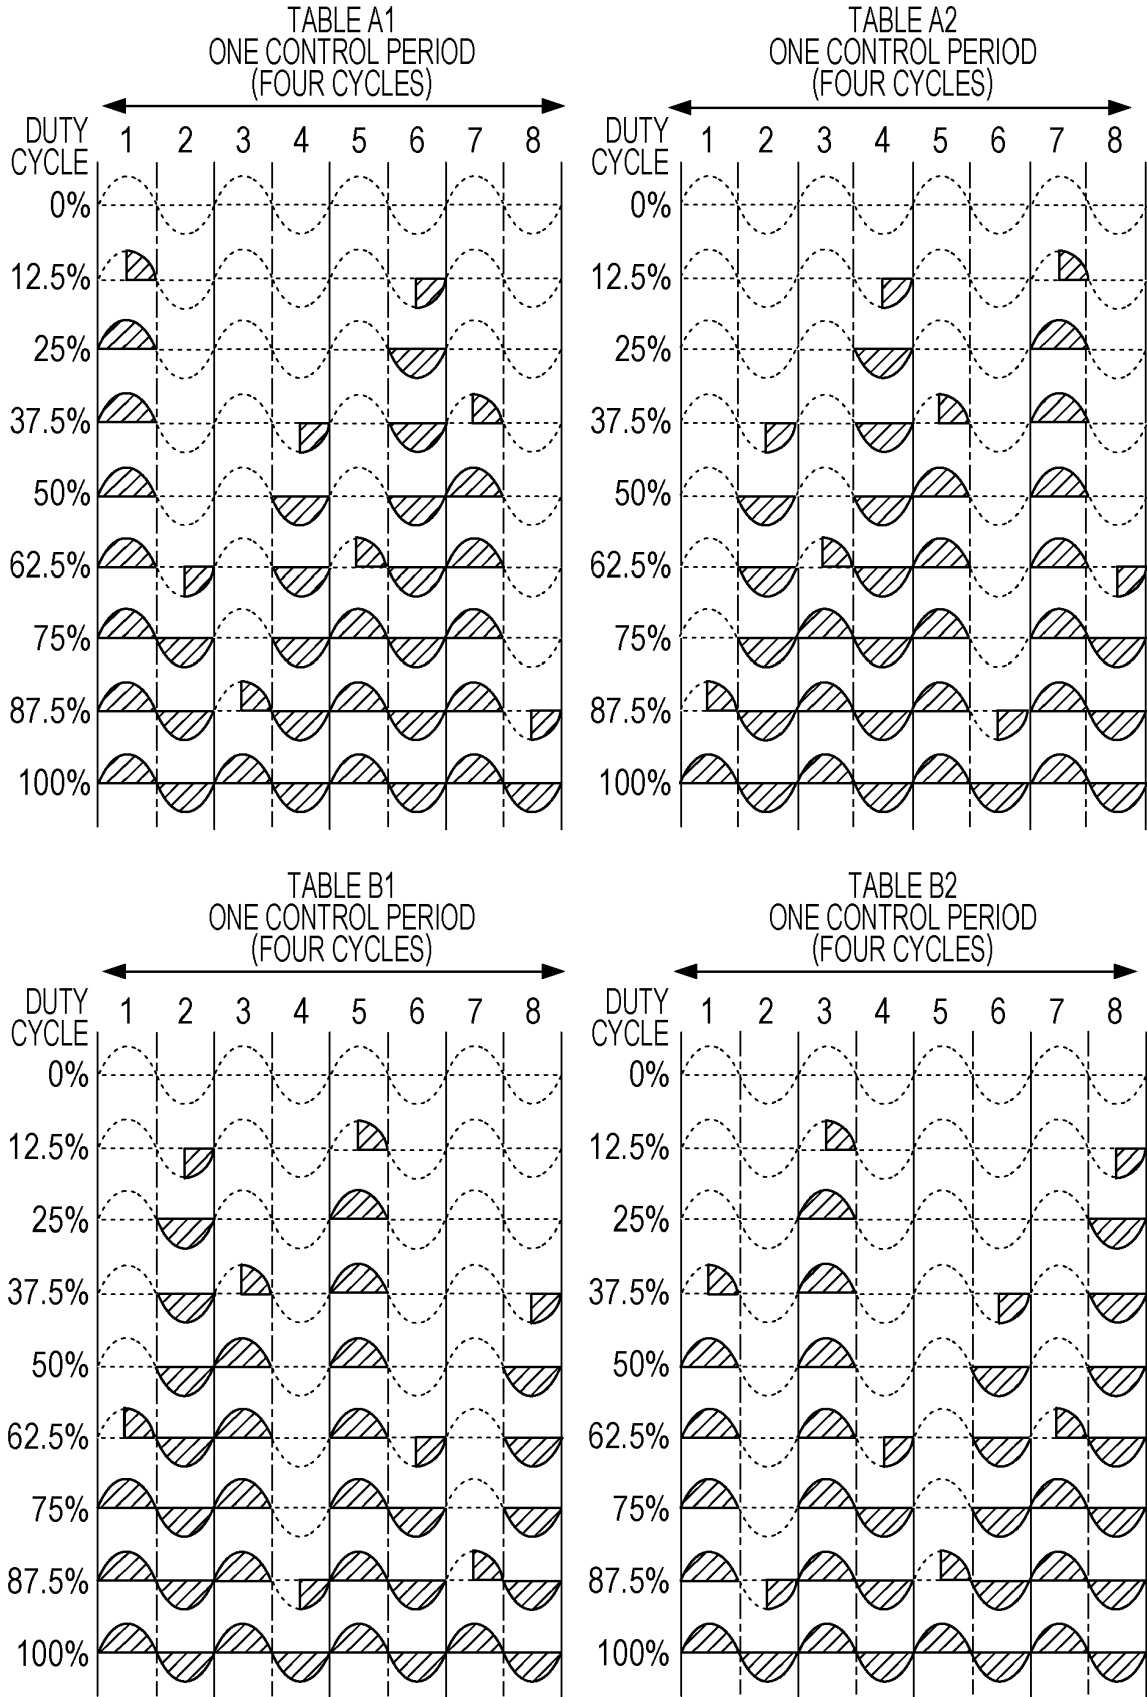 TABLE A1
ONE CONTROL PERIOD
(FOUR CYCLES)
DUTY
CYCLE
1 2 3 4 5 6 7 8
0%
12.5%
25%
37.5%
50%
62.5%
75%
87.5%
100%
TABLE A2
ONE CONTROL PERIOD
(FOUR CYCLES)
DUTY
CYCLE
1 2 3 4 5 6 7 8
0%
12.5%
25%
37.5%
50%
62.5%
75%
87.5%
100%
TABLE B1
ONE CONTROL PERIOD
(FOUR CYCLES)
DUTY
CYCLE
1 2 3 4 5 6 7 8
0%
12.5%
25%
37.5%
50%
62.5%
75%
87.5%
100%
TABLE B2
ONE CONTROL PERIOD
(FOUR CYCLES)
DUTY
CYCLE
1 2 3 4 5 6 7 8
0%
12.5%
25%
37.5%
50%
62.5%
75%
87.5%
100%